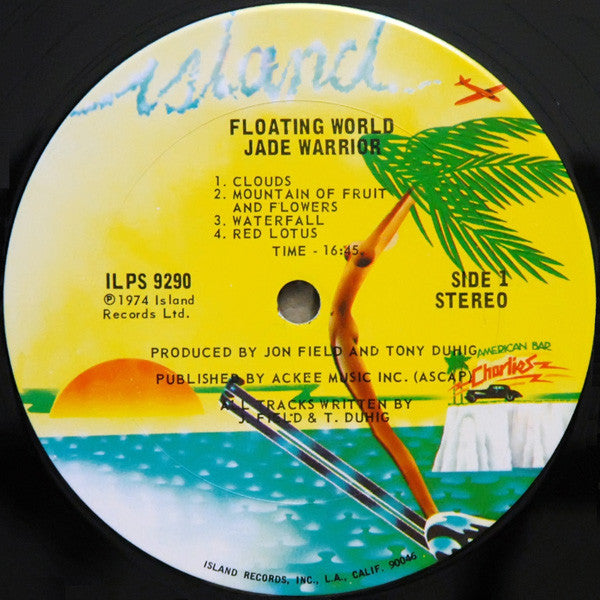 island
FLOATING WORLD
JADE WARRIOR
1. CLOUDS
2. MOUNTAIN OF FRUIT
AND FLOWERS
3. WATERFALL
4. RED LOTUS
TIME - 16:45
ILPS 9290
℗1974 Island
Records Ltd.
SIDE 1
STEREO
PRODUCED BY JON FIELD AND TONY DUHIG
AMERICAN BAR
Charlies
PUBLISHER BY ACKEE MUSIC INC. (ASCAP)
ALL TRACKS WRITTEN BY
J. FIELD & T. DUHIG
ISLAND RECORDS, INC., L.A., CALIF. 90046